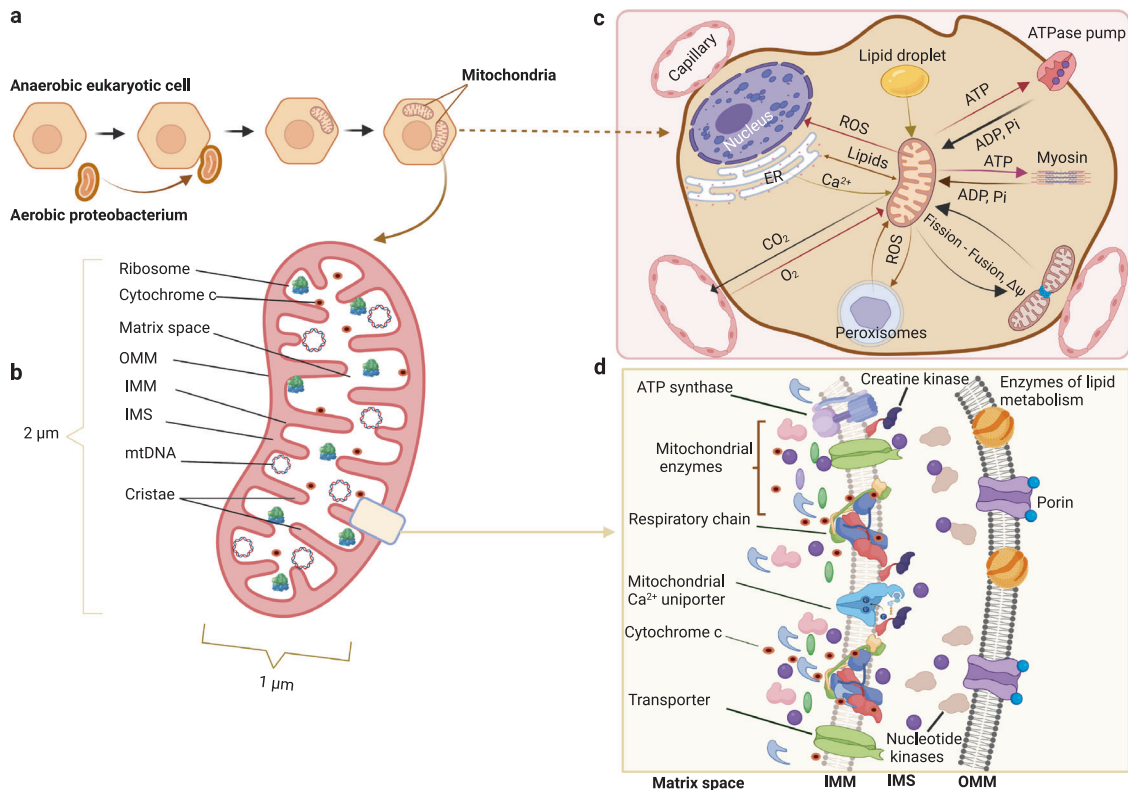 a
Anaerobic eukaryotic cell
Mitochondria
Aerobic proteobacterium
b
Ribosome
Cytochrome c
Matrix space
OMM
IMM
IMS
mtDNA
Cristae
2 μm
1 μm
c
Capillary
Lipid droplet
ATPase pump
Nucleus
ROS
ATP
ADP, Pi
Lipids
ER
Ca²⁺
ATP
Myosin
ADP, Pi
CO₂
O₂
ROS
Fission - Fusion, Δψ
Peroxisomes
d
ATP synthase
Creatine kinase
Enzymes of lipid
metabolism
Mitochondrial
enzymes
Porin
Respiratory chain
Mitochondrial
Ca²⁺ uniporter
Cytochrome c
Transporter
Nucleotide
kinases
Matrix space
IMM
IMS
OMM